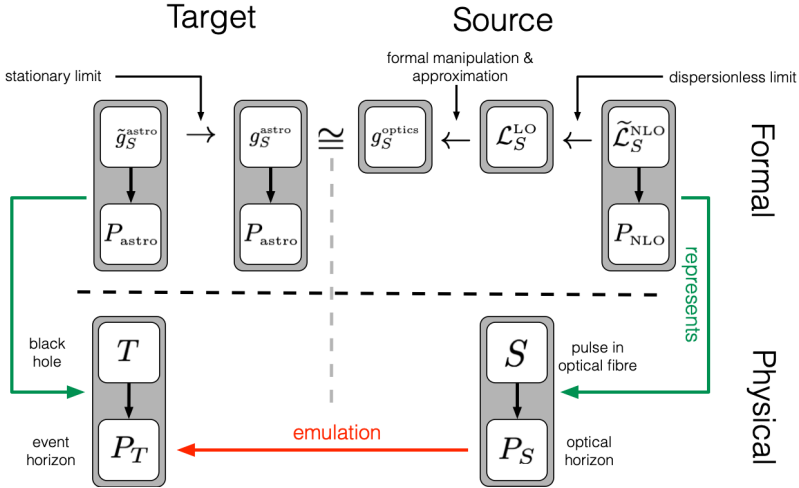 Target
Source
stationary limit
formal manipulation &
approximation
dispersionless limit
g̃_S^astro → g_S^astro ≅ g_S^optics ← ℒ_S^LO ← ℒ̃_S^NLO
P_astro P_astro P_NLO
Formal
represents
black
hole
T
S
pulse in
optical fibre
event
horizon
P_T
emulation
P_S
optical
horizon
Physical